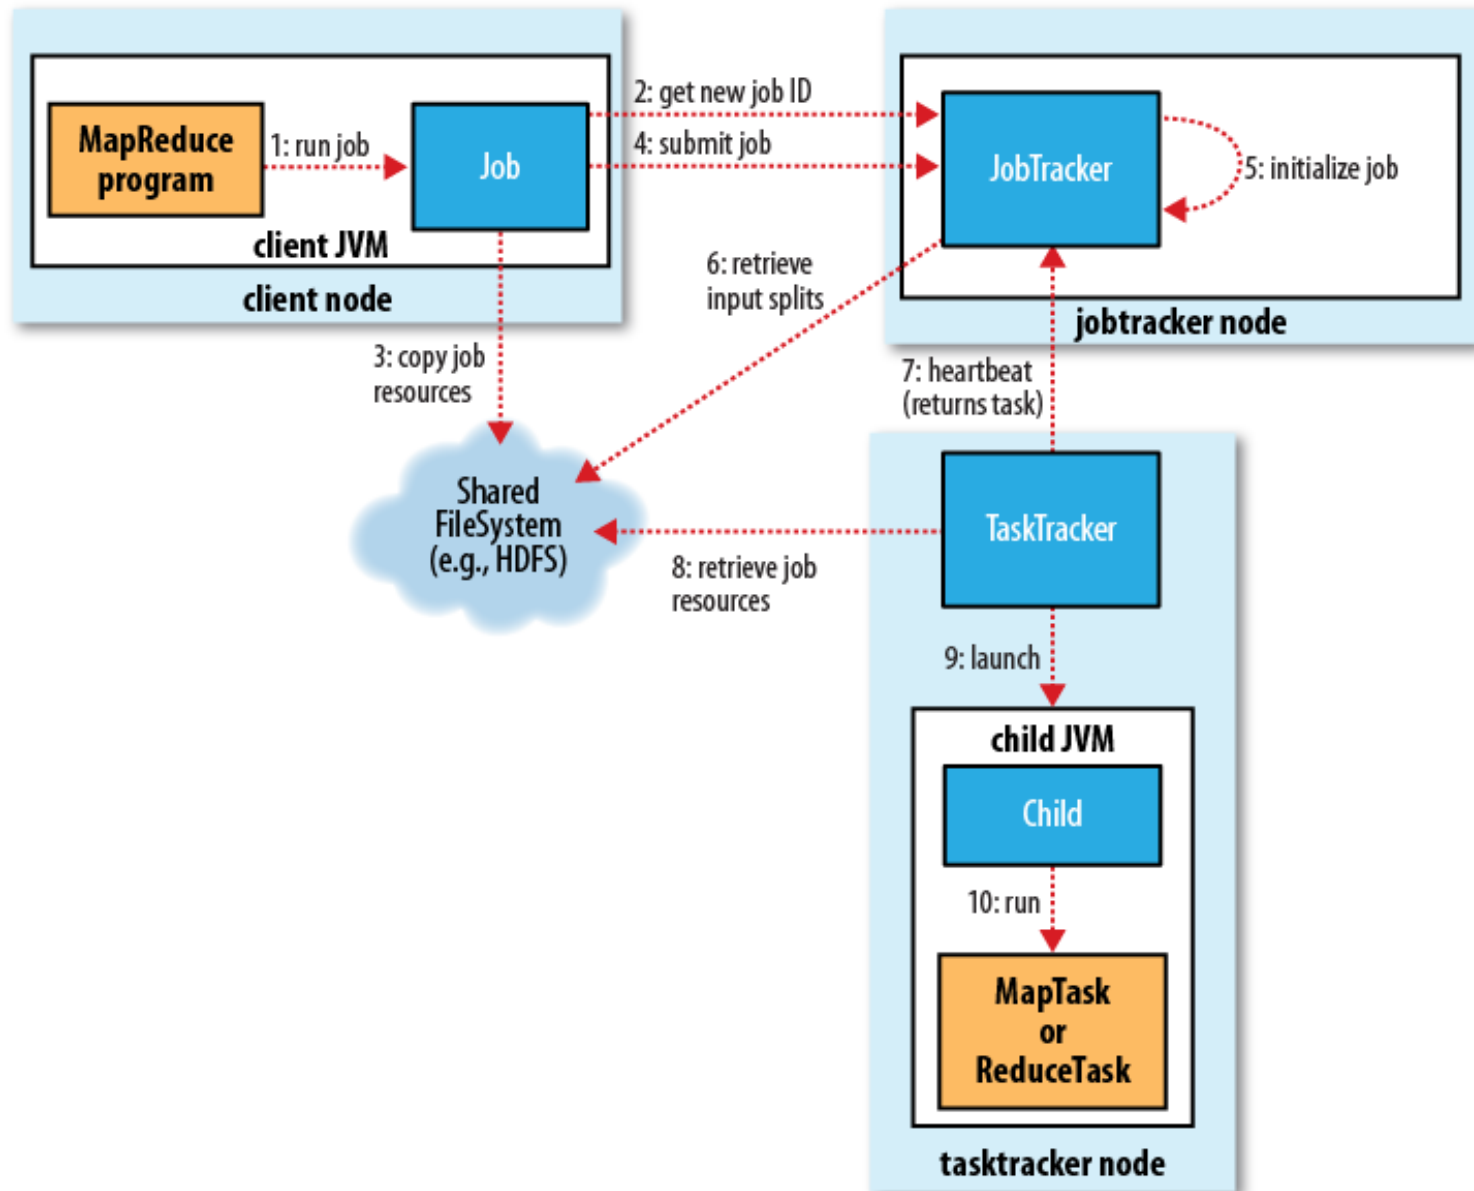 MapReduce
program
1: run job
Job
client JVM
client node
2: get new job ID
4: submit job
JobTracker
5: initialize job
jobtracker node
3: copy job
resources
6: retrieve
input splits
7: heartbeat
(returns task)
Shared
FileSystem
(e.g., HDFS)
8: retrieve job
resources
TaskTracker
9: launch
child JVM
Child
10: run
MapTask
or
ReduceTask
tasktracker node